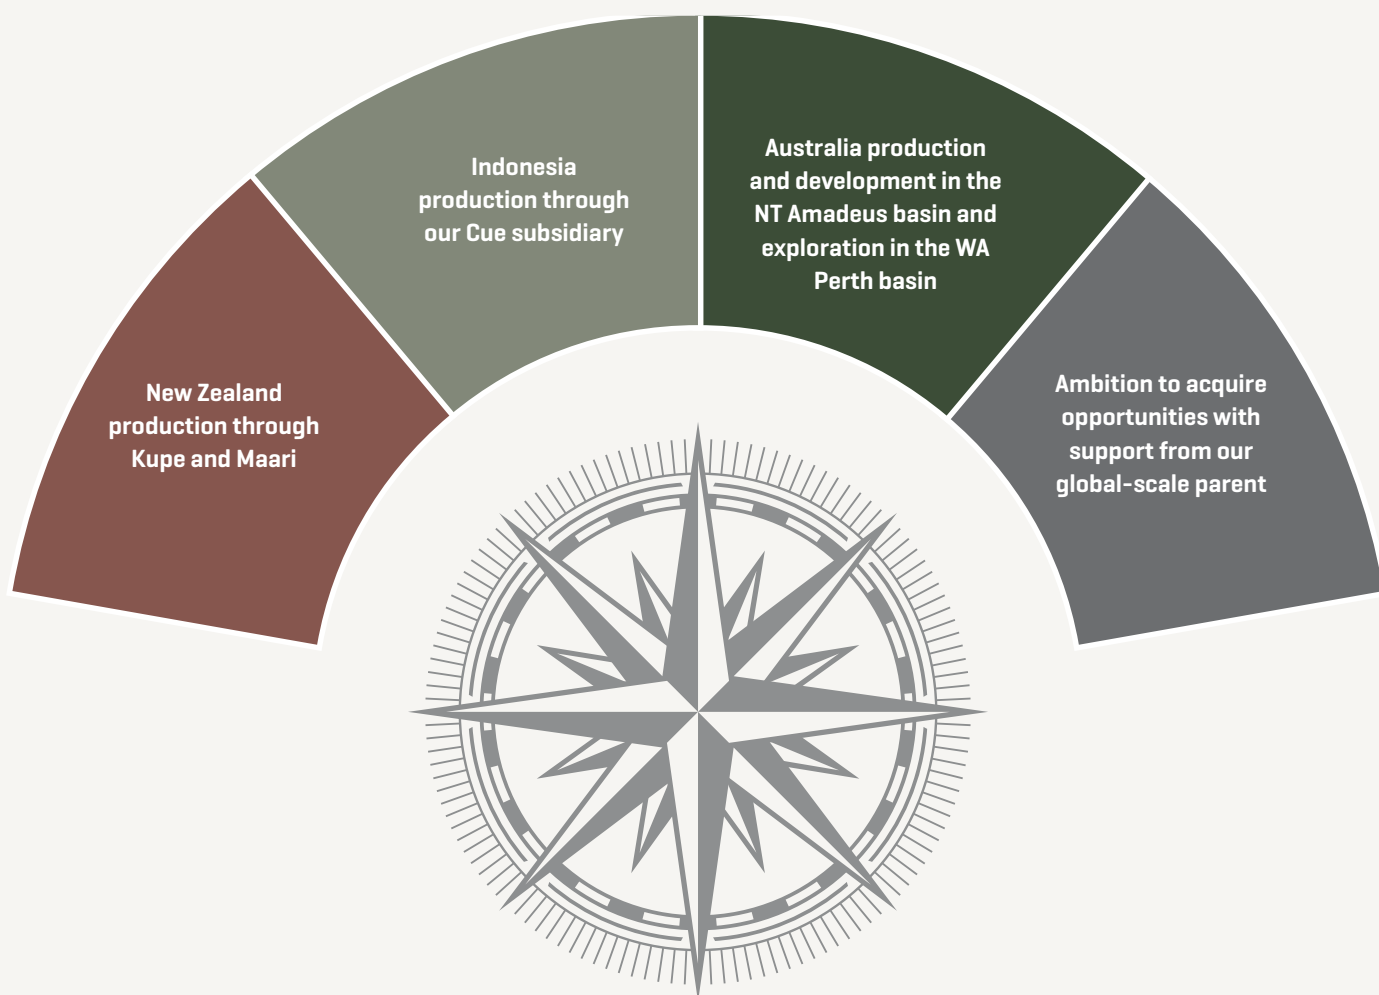 New Zealand
production through
Kupe and Maari
Indonesia
production through
our Cue subsidiary
Australia production
and development in the
NT Amadeus basin and
exploration in the WA
Perth basin
Ambition to acquire
opportunities with
support from our
global-scale parent